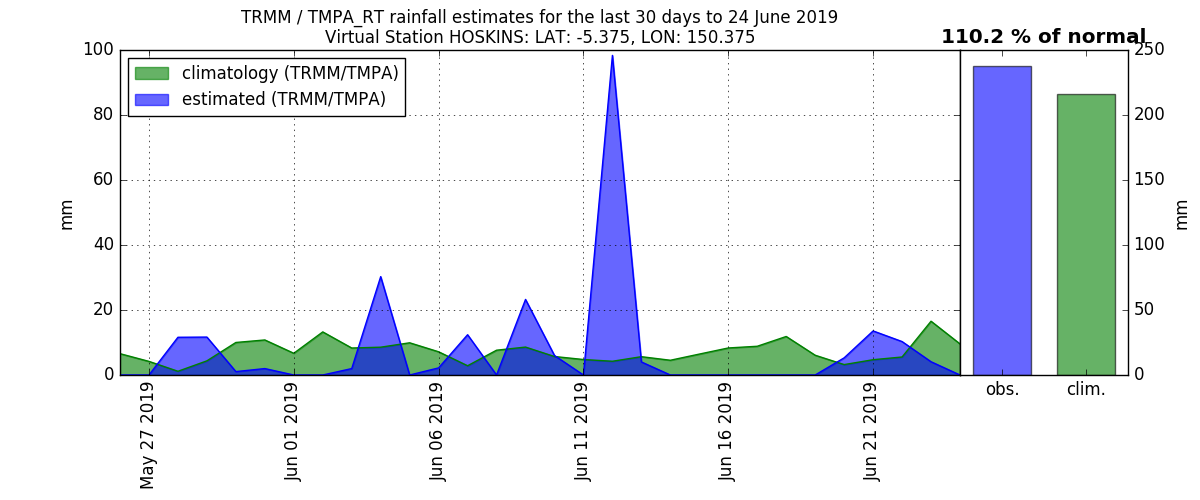 TRMM / TMPA_RT rainfall estimates for the last 30 days to 24 June 2019
Virtual Station HOSKINS: LAT: -5.375, LON: 150.375
110.2 % of normal
climatology (TRMM/TMPA)
estimated (TRMM/TMPA)
100
80
60
40
20
0
mm
May 27 2019
Jun 01 2019
Jun 06 2019
Jun 11 2019
Jun 16 2019
Jun 21 2019
250
200
150
100
50
0
mm
obs.
clim.